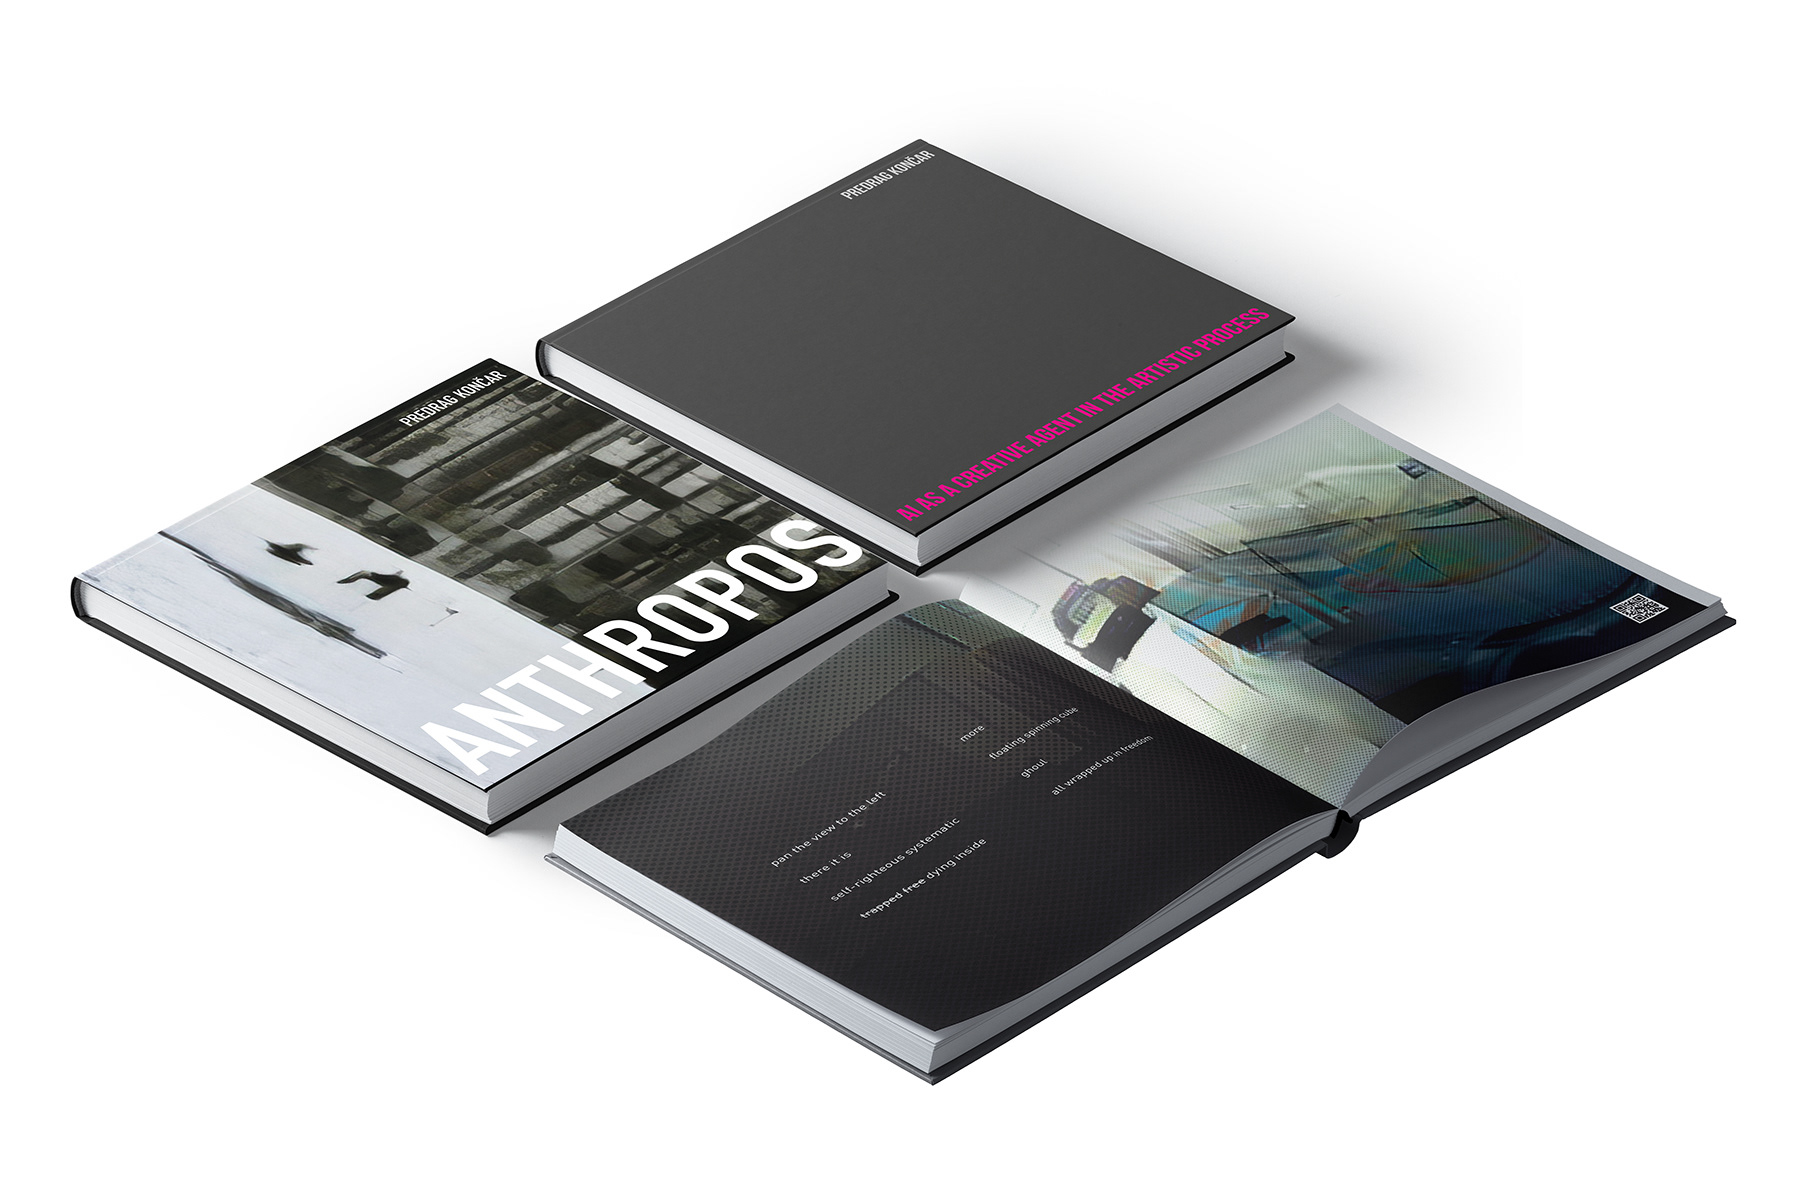 PREDRAG KONČAR
AI AS A CREATIVE AGENT IN THE ARTISTIC PROCESS
PREDRAG KONČAR
ANTHROPOS
more
floating spinning cube
ghoul
all wrapped up in freedom
pan the view to the left
there it is
self-righteous systematic
trapped free dying inside